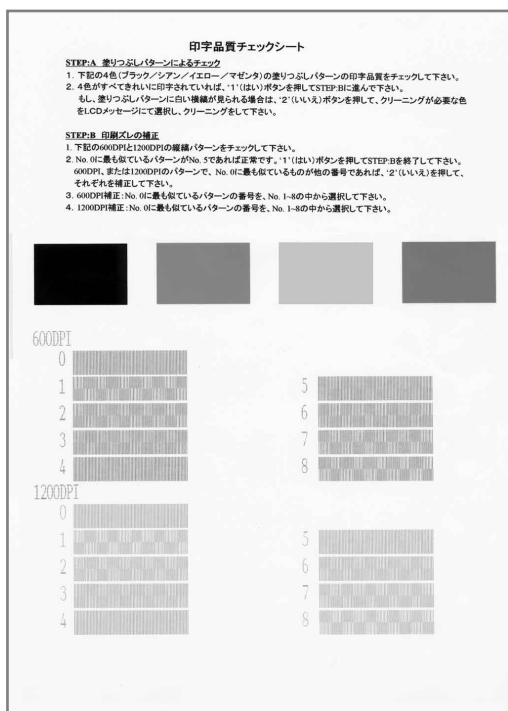 印字品質チェックシート
STEP:A 塗りつぶしパターンによるチェック
1. 下記の4色(ブラック/シアン/イエロー/マゼンタ)の塗りつぶしパターンの印字品質をチェックして下さい。
2. 4色がすべてきれいに印字されていれば、‘1’(はい)ボタンを押してSTEP:Bに進んで下さい。
もし、塗りつぶしパターンに白い横縞が見られる場合は、‘2’(いいえ)ボタンを押して、クリーニングが必要な色
をLCDメッセージにて選択し、クリーニングをして下さい。
STEP:B 印刷ズレの補正
1. 下記の600DPIと1200DPIの縦縞パターンをチェックして下さい。
2. No. 0に最も似ているパターンがNo. 5であれば正常です。‘1’(はい)ボタンを押してSTEP:Bを終了して下さい。
600DPI、または1200DPIのパターンで、No. 0に最も似ているものが他の番号であれば、‘2’(いいえ)を押して、
それぞれを補正して下さい。
3. 600DPI補正:No. 0に最も似ているパターンの番号を、No. 1~8の中から選択して下さい。
4. 1200DPI補正:No. 0に最も似ているパターンの番号を、No. 1~8の中から選択して下さい。
600DPI
0
1
2
3
4
5
6
7
8
1200DPI
0
1
2
3
4
5
6
7
8